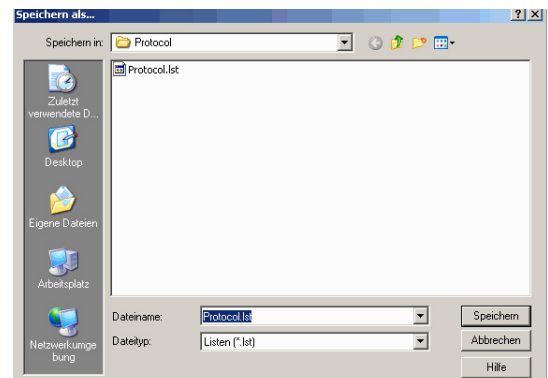 Speichern als...
Speichern in:
Protocol
Protocol.lst
Zuletzt
verwendete D...
Desktop
Eigene Dateien
Arbeitsplatz
Netzwerkumge
bung
Dateiname:
Protocol.lst
Speichern
Dateityp:
Listen (*.lst)
Abbrechen
Hilfe